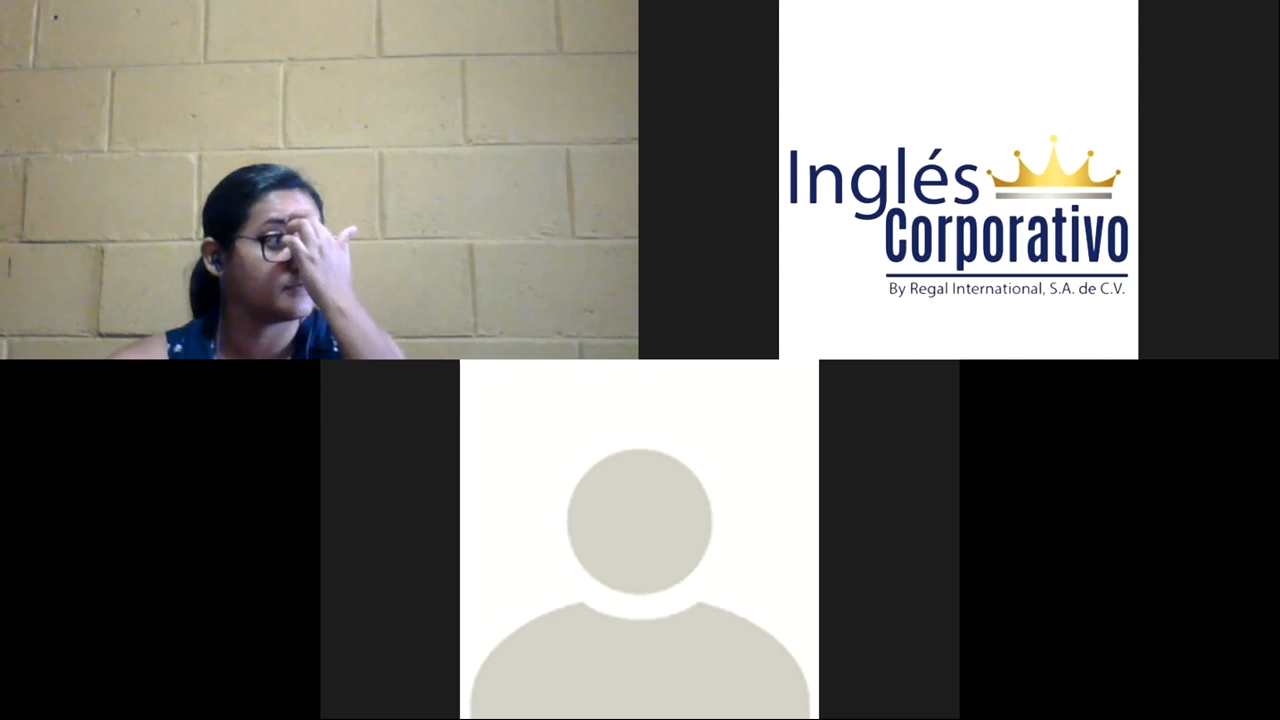 Inglés
Corporativo
By Regal International, S.A. de C.V.